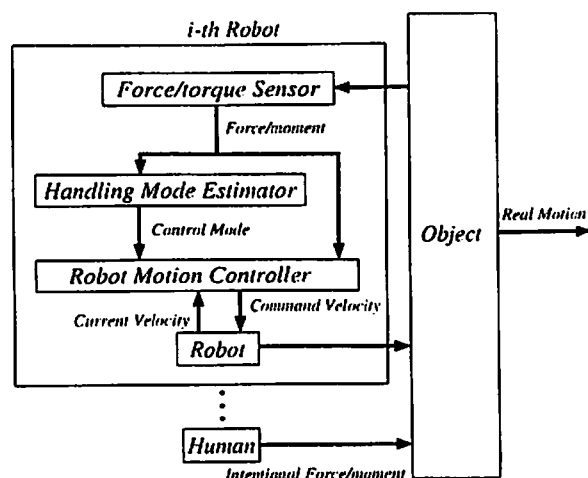 i-th Robot
Force/torque Sensor
Force/moment
Handling Mode Estimator
Control Mode
Robot Motion Controller
Current Velocity
Command Velocity
Robot
Object
Real Motion
Human
Intentional Force/moment